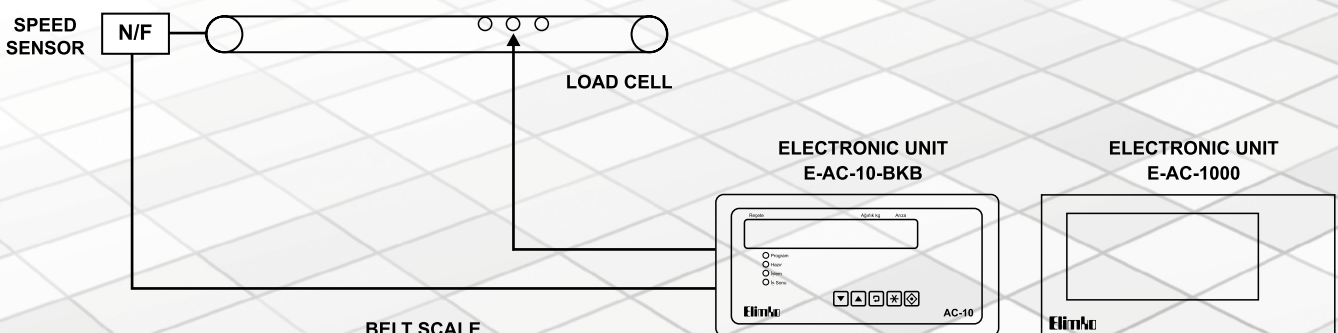 SPEED
SENSOR
N/F
LOAD CELL
ELECTRONIC UNIT
E-AC-10-BKB
ELECTRONIC UNIT
E-AC-1000
Reçete Ağırlık kg Arıza
Program
Hazır
İşlem
İş Sonu
Elimko
AC-10
Elimko
BELT SCALE